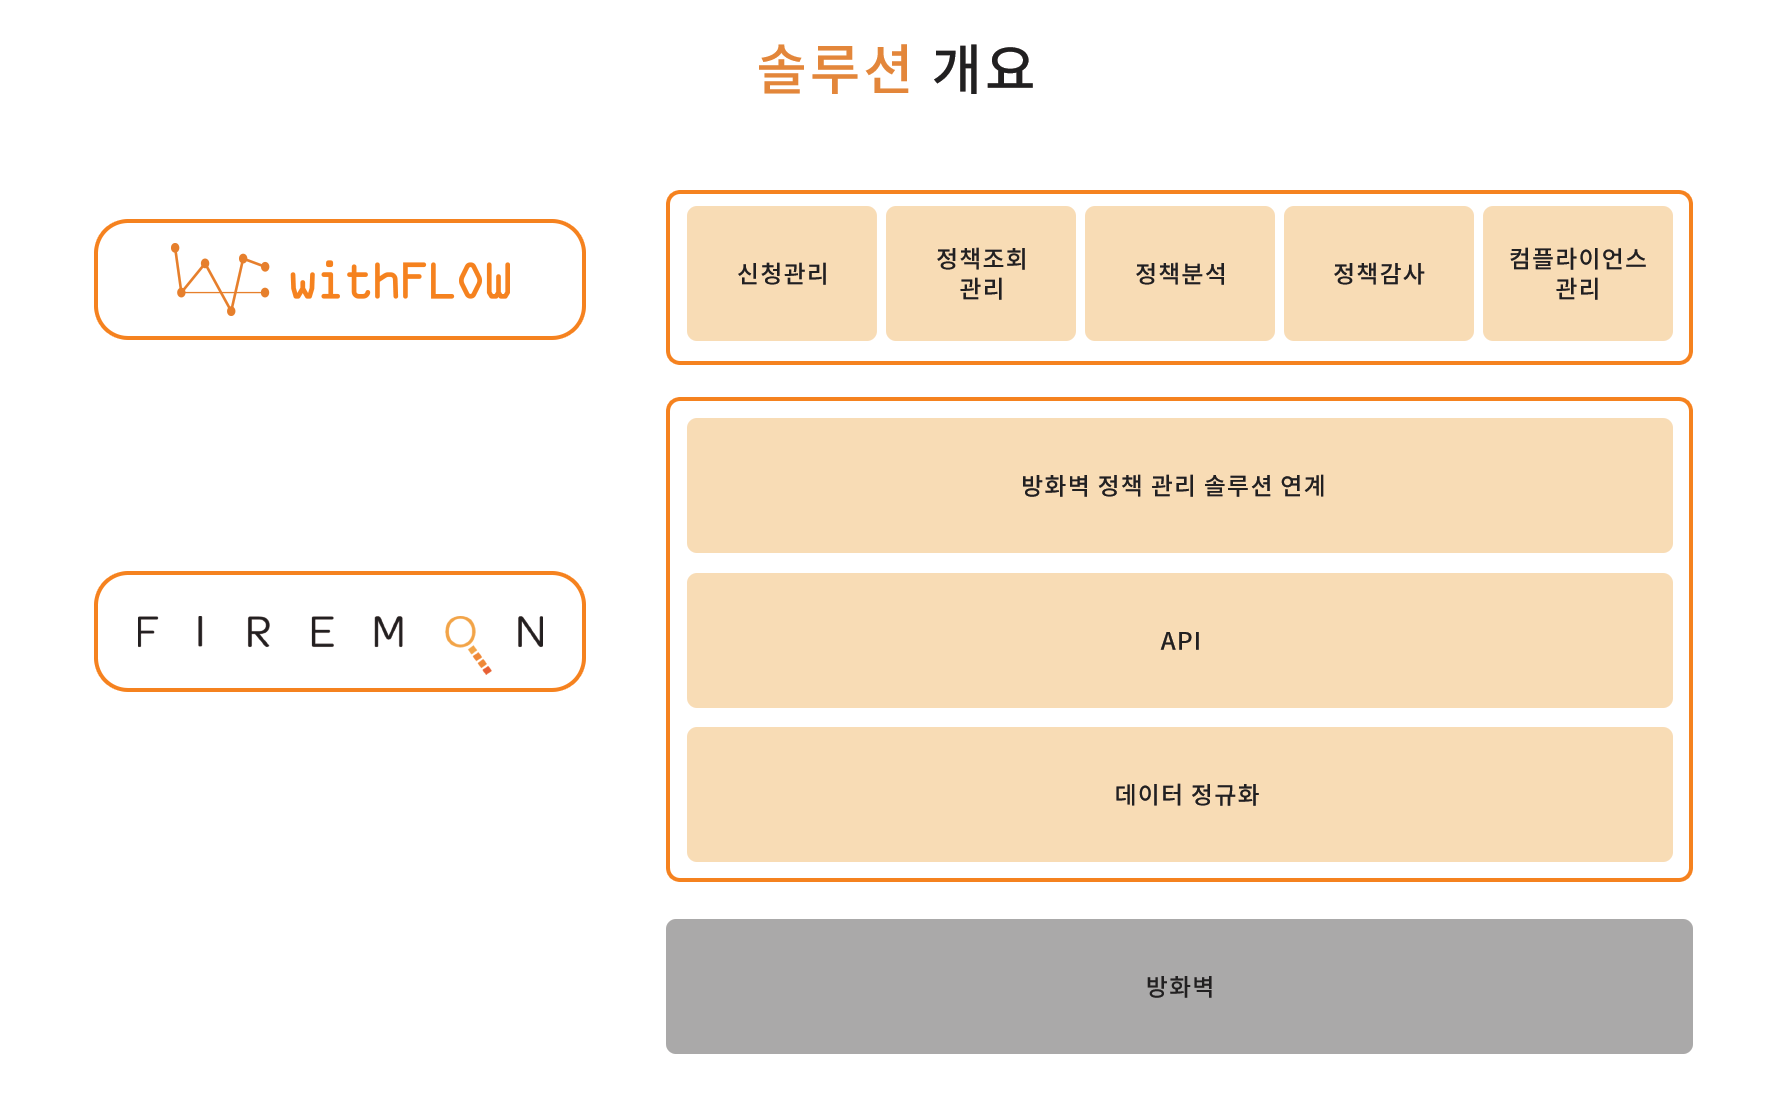 솔루션 개요
withFLOW
신청관리
정책조회
관리
정책분석
정책감사
컴플라이언스
관리
FIREMON
방화벽 정책 관리 솔루션 연계
API
데이터 정규화
방화벽